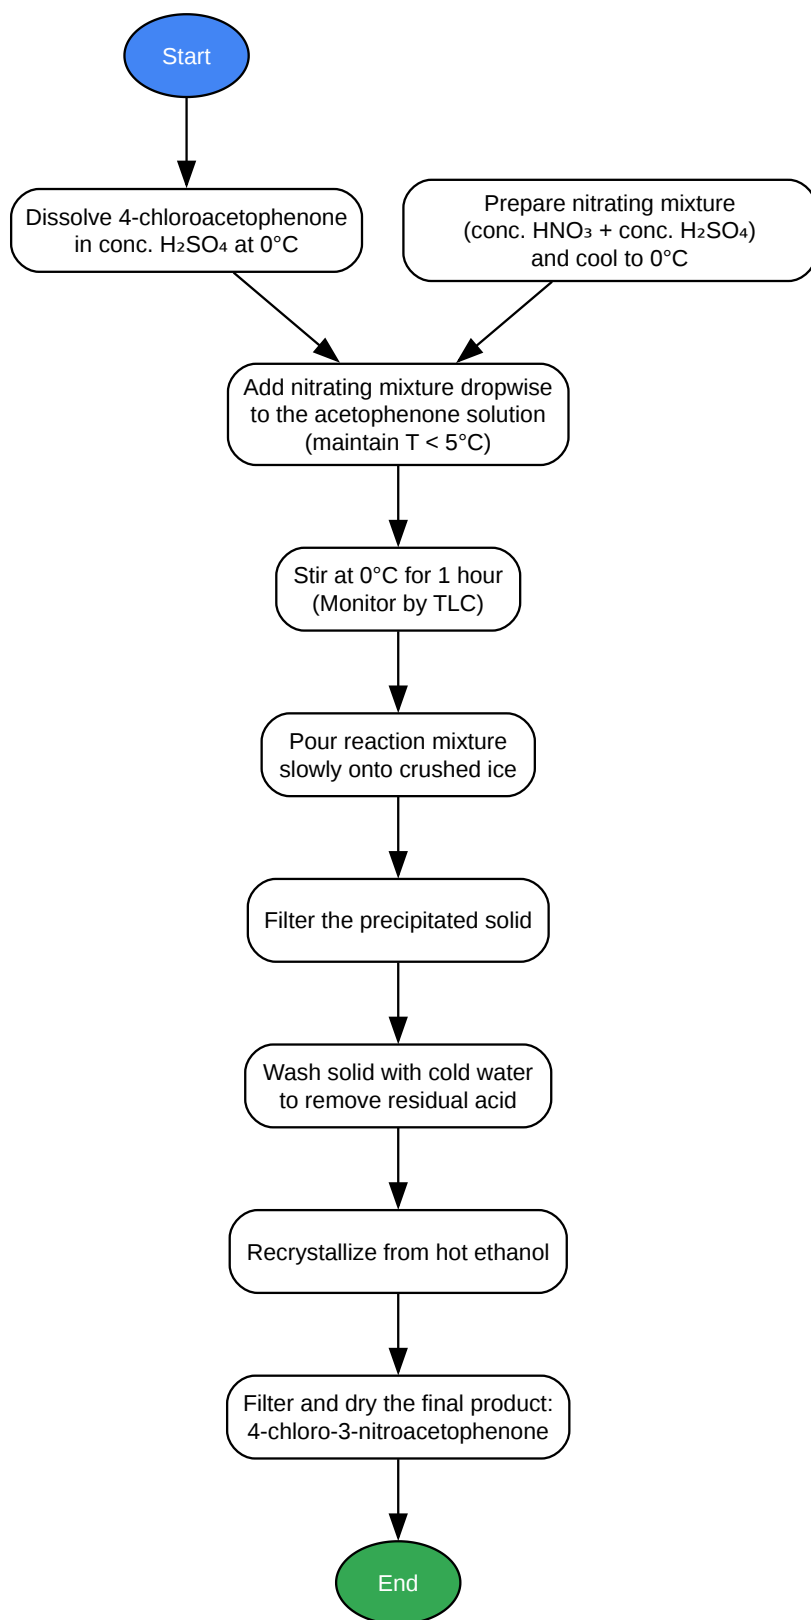 Start
Dissolve 4-chloroacetophenone
in conc. H₂SO₄ at 0°C
Prepare nitrating mixture
(conc. HNO₃ + conc. H₂SO₄)
and cool to 0°C
Add nitrating mixture dropwise
to the acetophenone solution
(maintain T < 5°C)
Stir at 0°C for 1 hour
(Monitor by TLC)
Pour reaction mixture
slowly onto crushed ice
Filter the precipitated solid
Wash solid with cold water
to remove residual acid
Recrystallize from hot ethanol
Filter and dry the final product:
4-chloro-3-nitroacetophenone
End